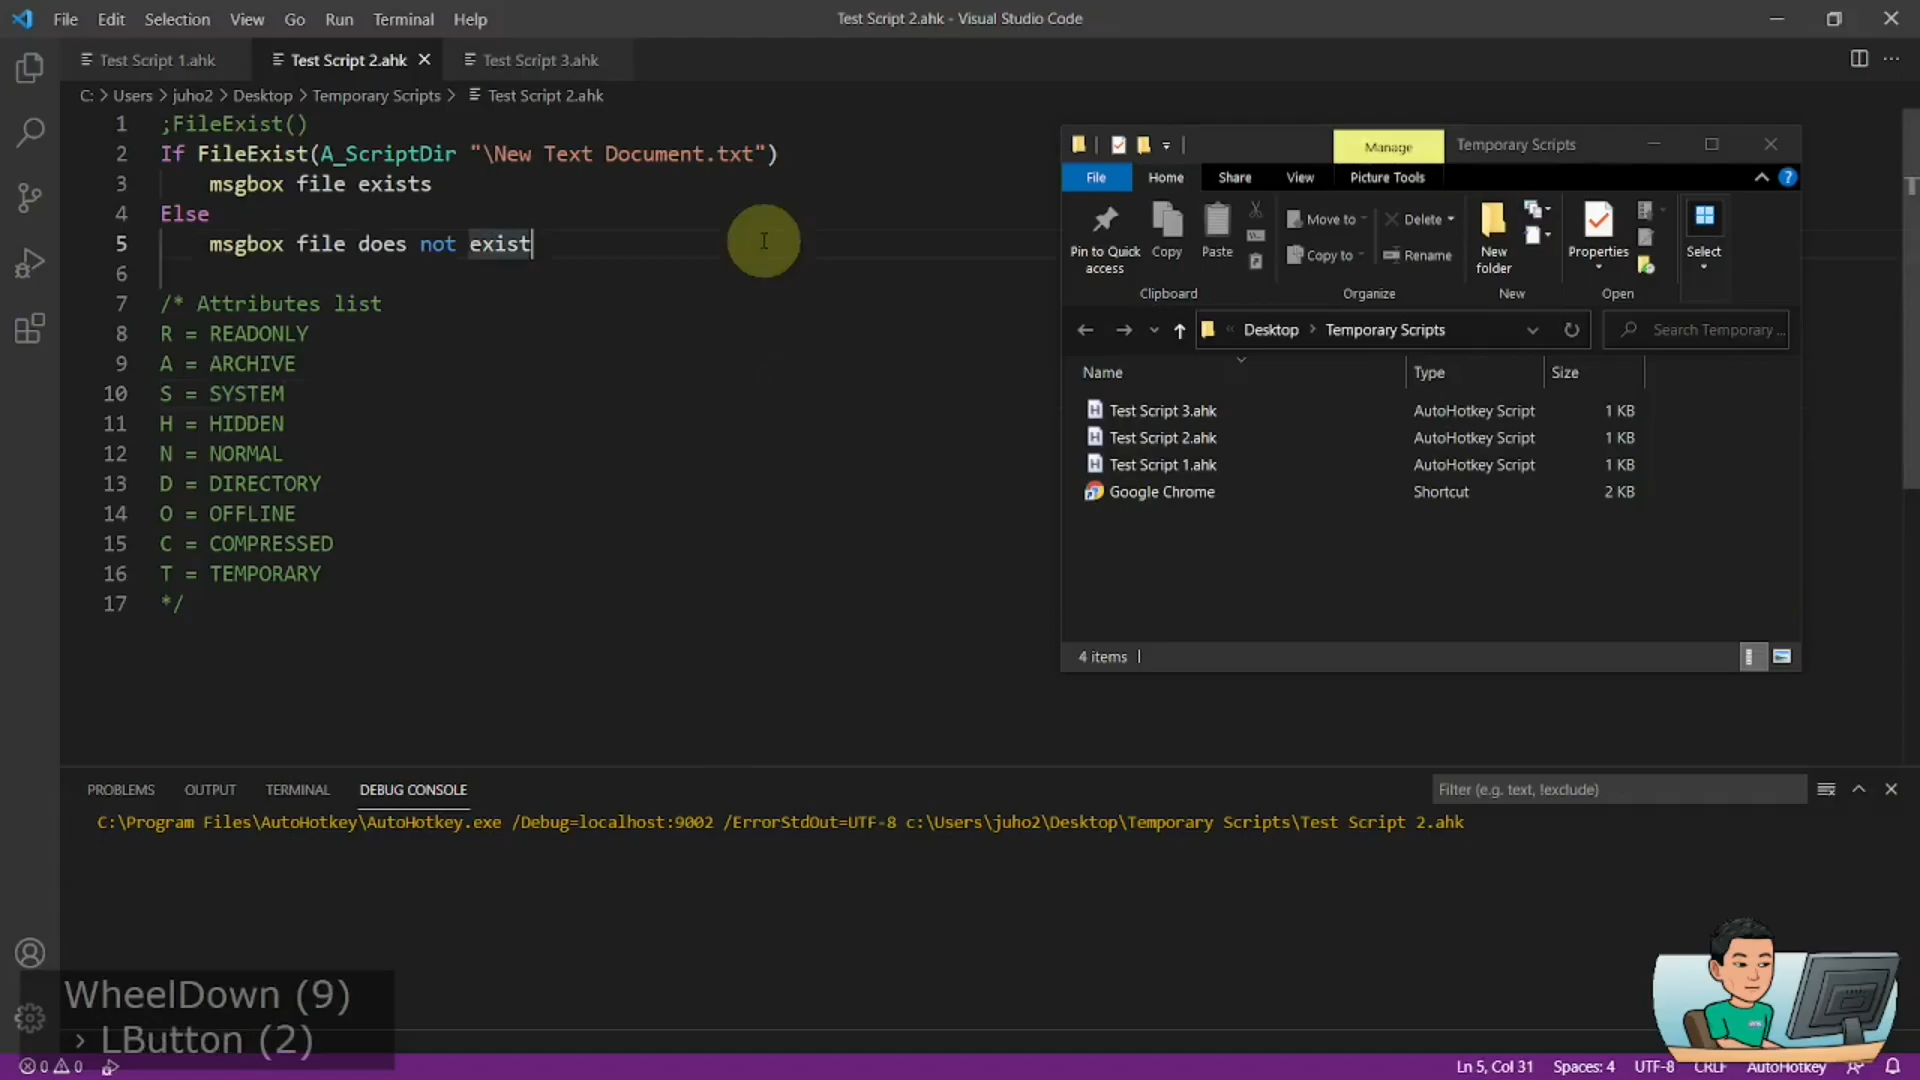 File Edit Selection View Go Run Terminal Help
Test Script 2.ahk - Visual Studio Code
Test Script 1.ahk
Test Script 2.ahk
Test Script 3.ahk
C: > Users > juho2 > Desktop > Temporary Scripts > Test Script 2.ahk
1 ;FileExist()
2 If FileExist(A_ScriptDir "\New Text Document.txt")
3 msgbox file exists
4 Else
5 msgbox file does not exist
6
7 /* Attributes list
8 R = READONLY
9 A = ARCHIVE
10 S = SYSTEM
11 H = HIDDEN
12 N = NORMAL
13 D = DIRECTORY
14 O = OFFLINE
15 C = COMPRESSED
16 T = TEMPORARY
17 */
Manage
Temporary Scripts
File Home Share View Picture Tools
Pin to Quick access
Copy
Paste
Clipboard
Move to
Copy to
Delete
Rename
Organize
New folder
New
Properties
Open
Select
Desktop > Temporary Scripts
Search Temporary ...
Name Type Size
Test Script 3.ahk AutoHotkey Script 1 KB
Test Script 2.ahk AutoHotkey Script 1 KB
Test Script 1.ahk AutoHotkey Script 1 KB
Google Chrome Shortcut 2 KB
4 items
PROBLEMS OUTPUT TERMINAL DEBUG CONSOLE
Filter (e.g. text, !exclude)
C:\Program Files\AutoHotkey\AutoHotkey.exe /Debug=localhost:9002 /ErrorStdOut=UTF-8 c:\Users\juho2\Desktop\Temporary Scripts\Test Script 2.ahk
WheelDown (9)
> LButton (2)
0 0
Ln 5, Col 31 Spaces: 4 UTF-8 CRLF AutoHotkey